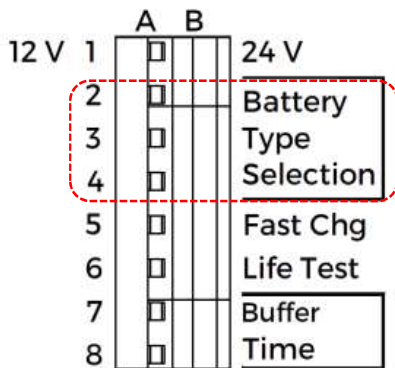 A B
12 V 1 24 V
2 Battery
3 Type
4 Selection
5 Fast Chg
6 Life Test
7 Buffer
8 Time